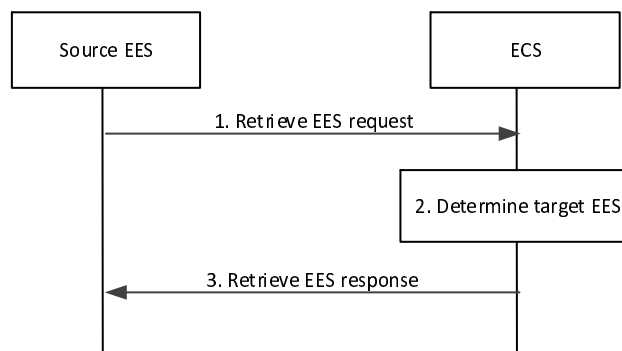 Source EES
ECS
1. Retrieve EES request
2. Determine target EES
3. Retrieve EES response